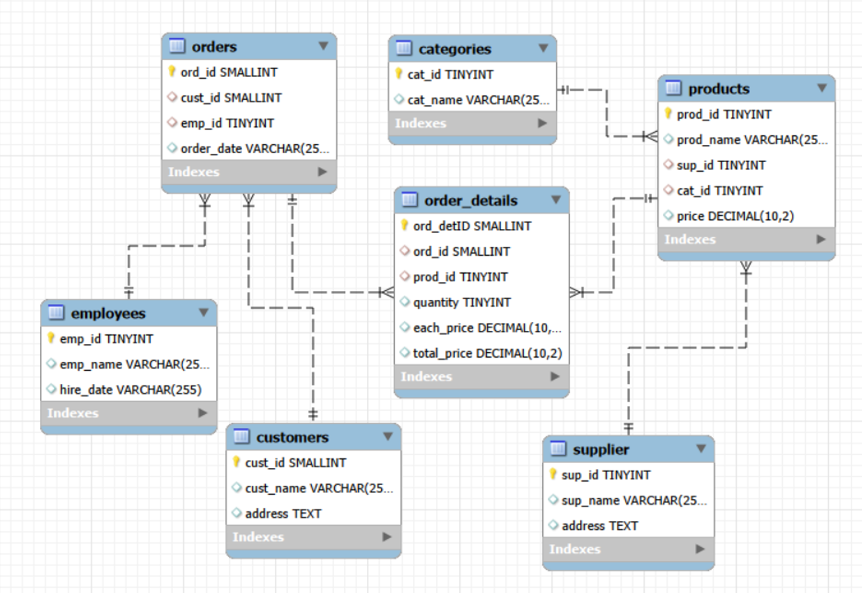 orders
ord_id SMALLINT
cust_id SMALLINT
emp_id TINYINT
order_date VARCHAR(25...
Indexes
categories
cat_id TINYINT
cat_name VARCHAR(25...
Indexes
products
prod_id TINYINT
prod_name VARCHAR(25...
sup_id TINYINT
cat_id TINYINT
price DECIMAL(10,2)
Indexes
order_details
ord_detID SMALLINT
ord_id SMALLINT
prod_id TINYINT
quantity TINYINT
each_price DECIMAL(10,...
total_price DECIMAL(10,2)
Indexes
employees
emp_id TINYINT
emp_name VARCHAR(25...
hire_date VARCHAR(255)
Indexes
customers
cust_id SMALLINT
cust_name VARCHAR(25...
address TEXT
Indexes
supplier
sup_id TINYINT
sup_name VARCHAR(25...
address TEXT
Indexes